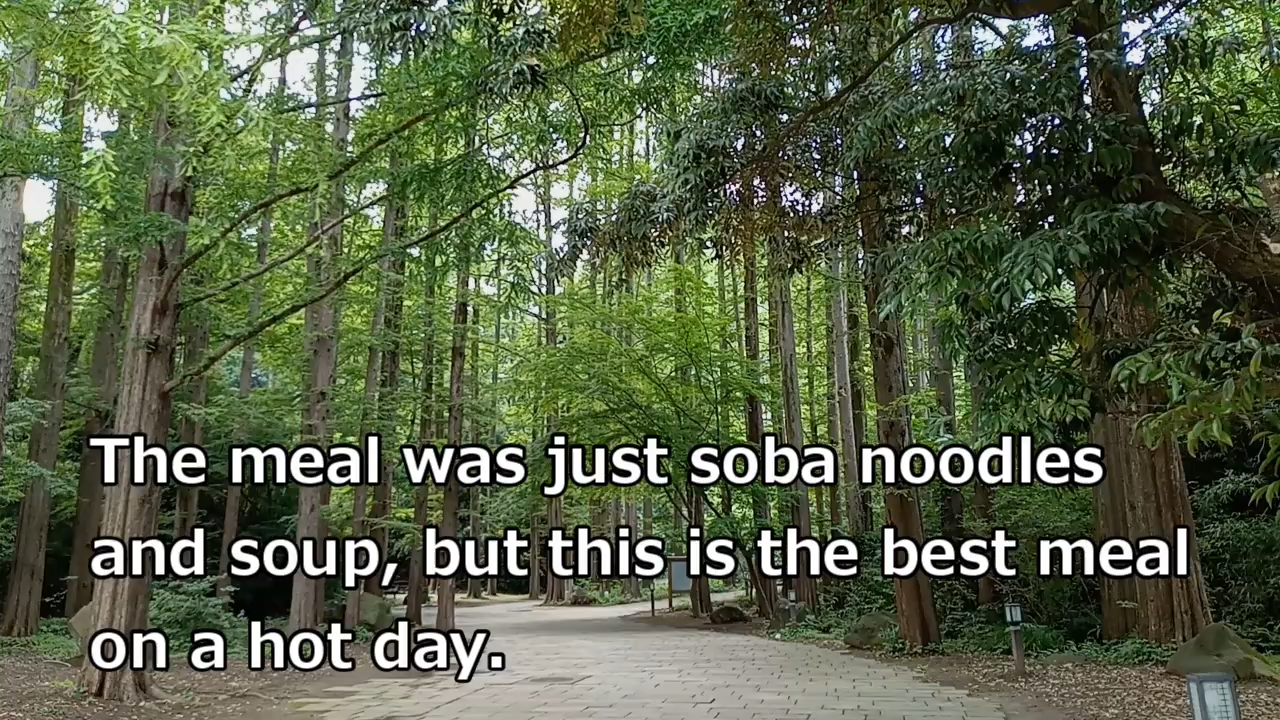 The meal was just soba noodles
and soup, but this is the best meal
on a hot day.